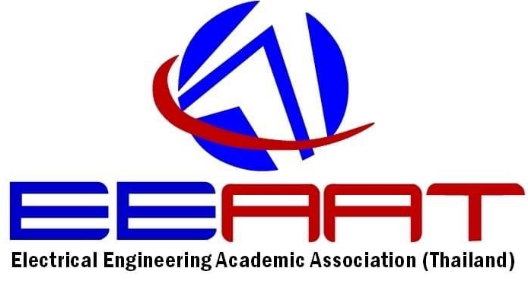 EEAAT
Electrical Engineering Academic Association (Thailand)